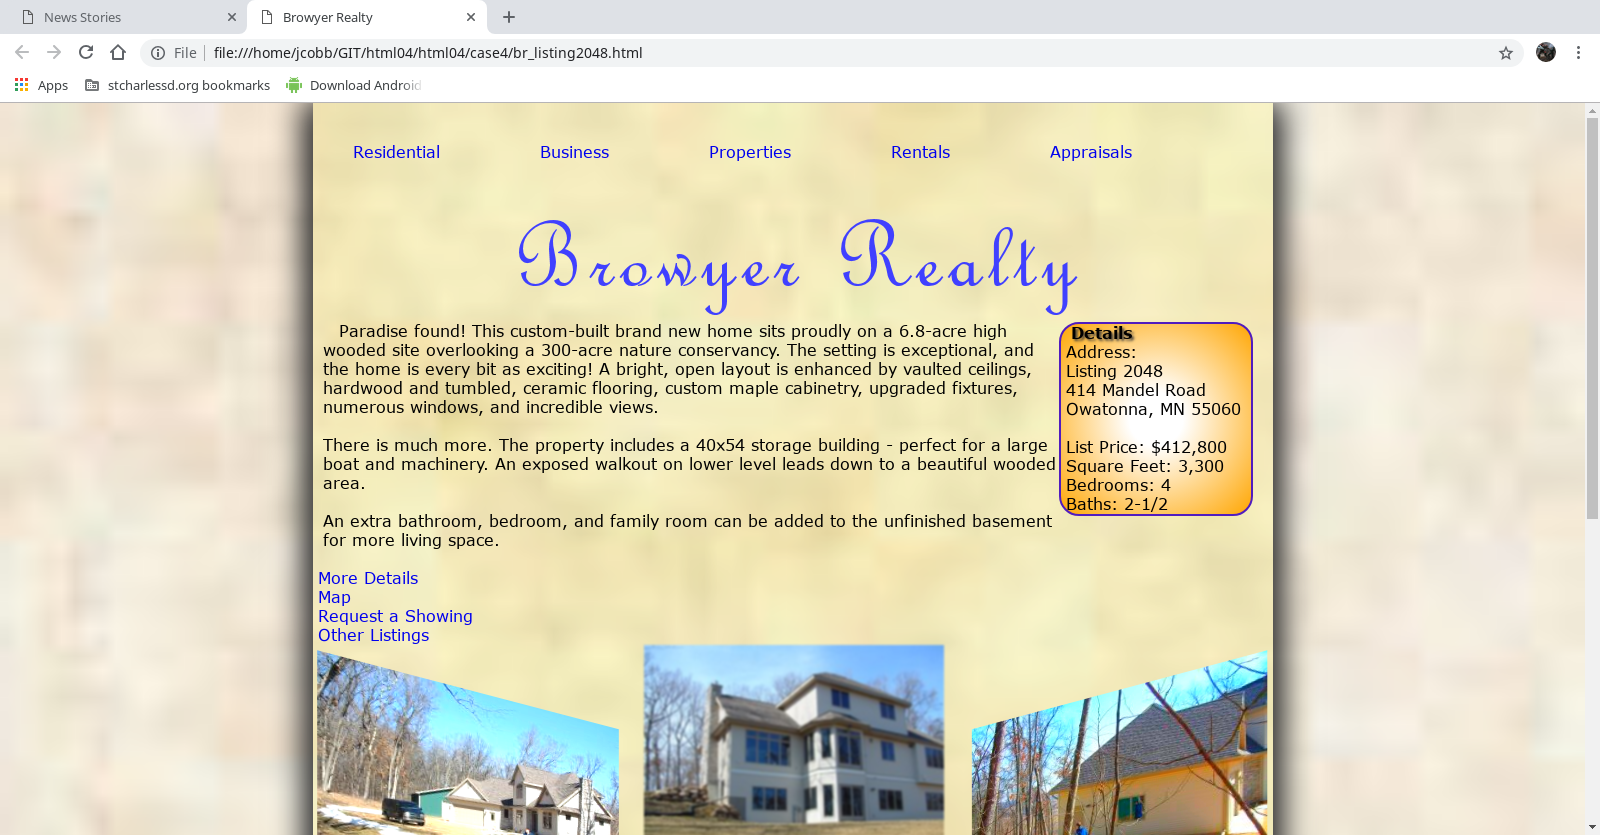 News Stories
Browyer Realty
File
file:///home/jcobb/GIT/html04/html04/case4/br_listing2048.html
Apps
stcharlessd.org bookmarks
Download Android
Residential Business Properties Rentals Appraisals
Browyer Realty
Paradise found! This custom-built brand new home sits proudly on a 6.8-acre high
wooded site overlooking a 300-acre nature conservancy. The setting is exceptional, and
the home is every bit as exciting! A bright, open layout is enhanced by vaulted ceilings,
hardwood and tumbled, ceramic flooring, custom maple cabinetry, upgraded fixtures,
numerous windows, and incredible views.
There is much more. The property includes a 40x54 storage building - perfect for a large
boat and machinery. An exposed walkout on lower level leads down to a beautiful wooded
area.
An extra bathroom, bedroom, and family room can be added to the unfinished basement
for more living space.
Details
Address:
Listing 2048
414 Mandel Road
Owatonna, MN 55060
List Price: $412,800
Square Feet: 3,300
Bedrooms: 4
Baths: 2-1/2
More Details
Map
Request a Showing
Other Listings